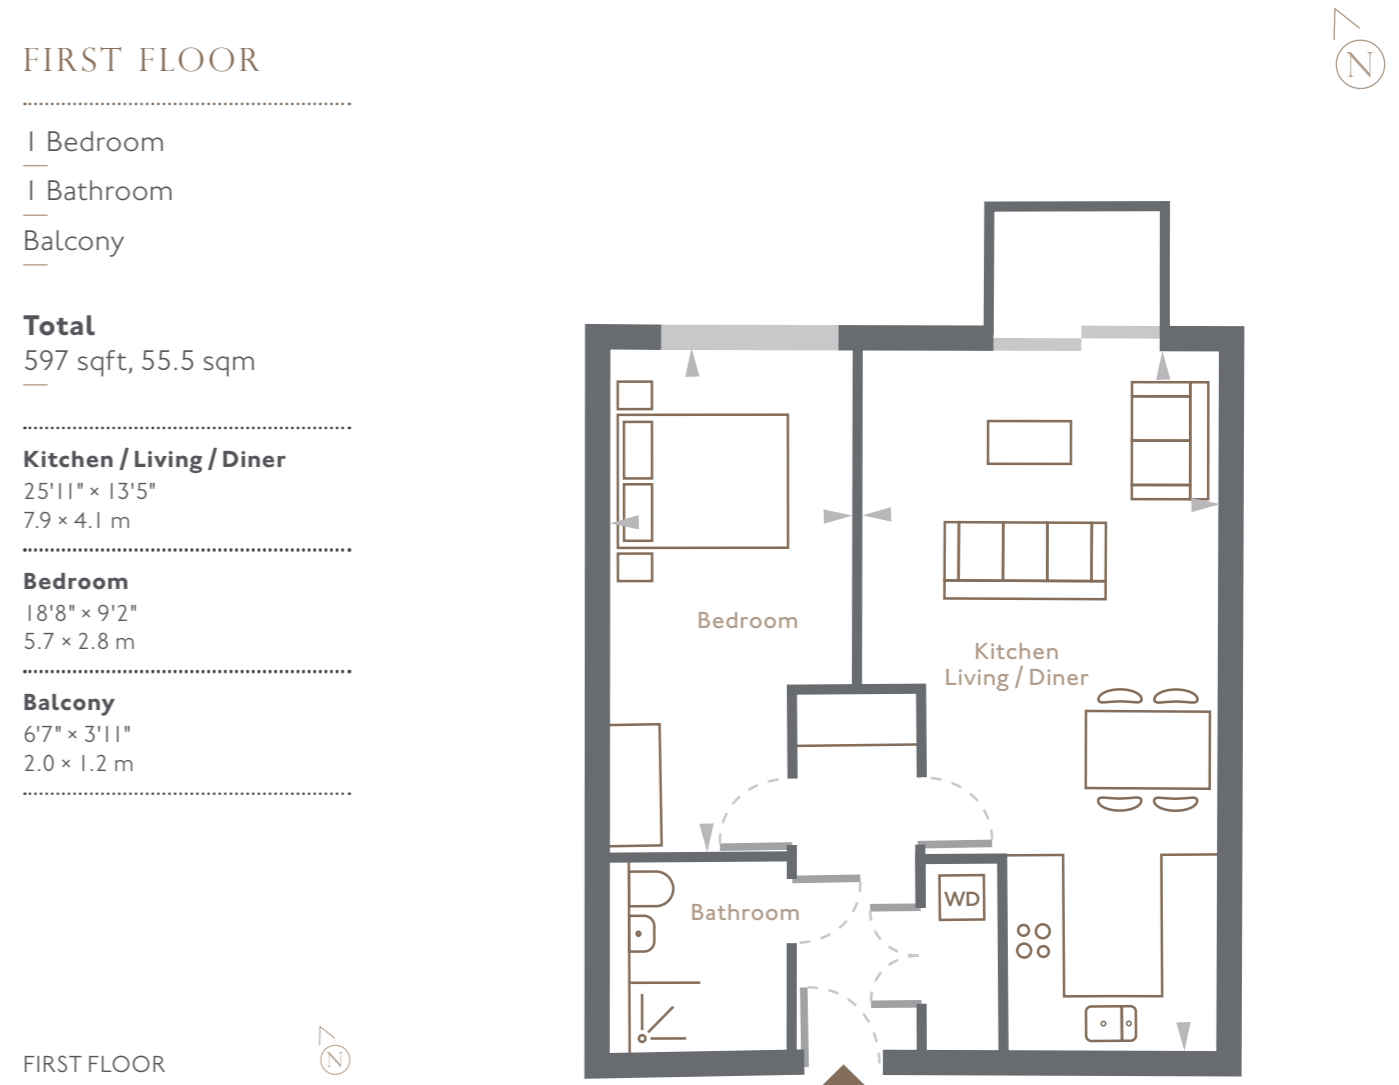 FIRST FLOOR
1 Bedroom
1 Bathroom
Balcony
Total
597 sqft, 55.5 sqm
Kitchen / Living / Diner
25'11" × 13'5"
7.9 × 4.1 m
Bedroom
18'8" × 9'2"
5.7 × 2.8 m
Balcony
6'7" × 3'11"
2.0 × 1.2 m
FIRST FLOOR
N
N
Bedroom
Kitchen
Living / Diner
Bathroom
WD